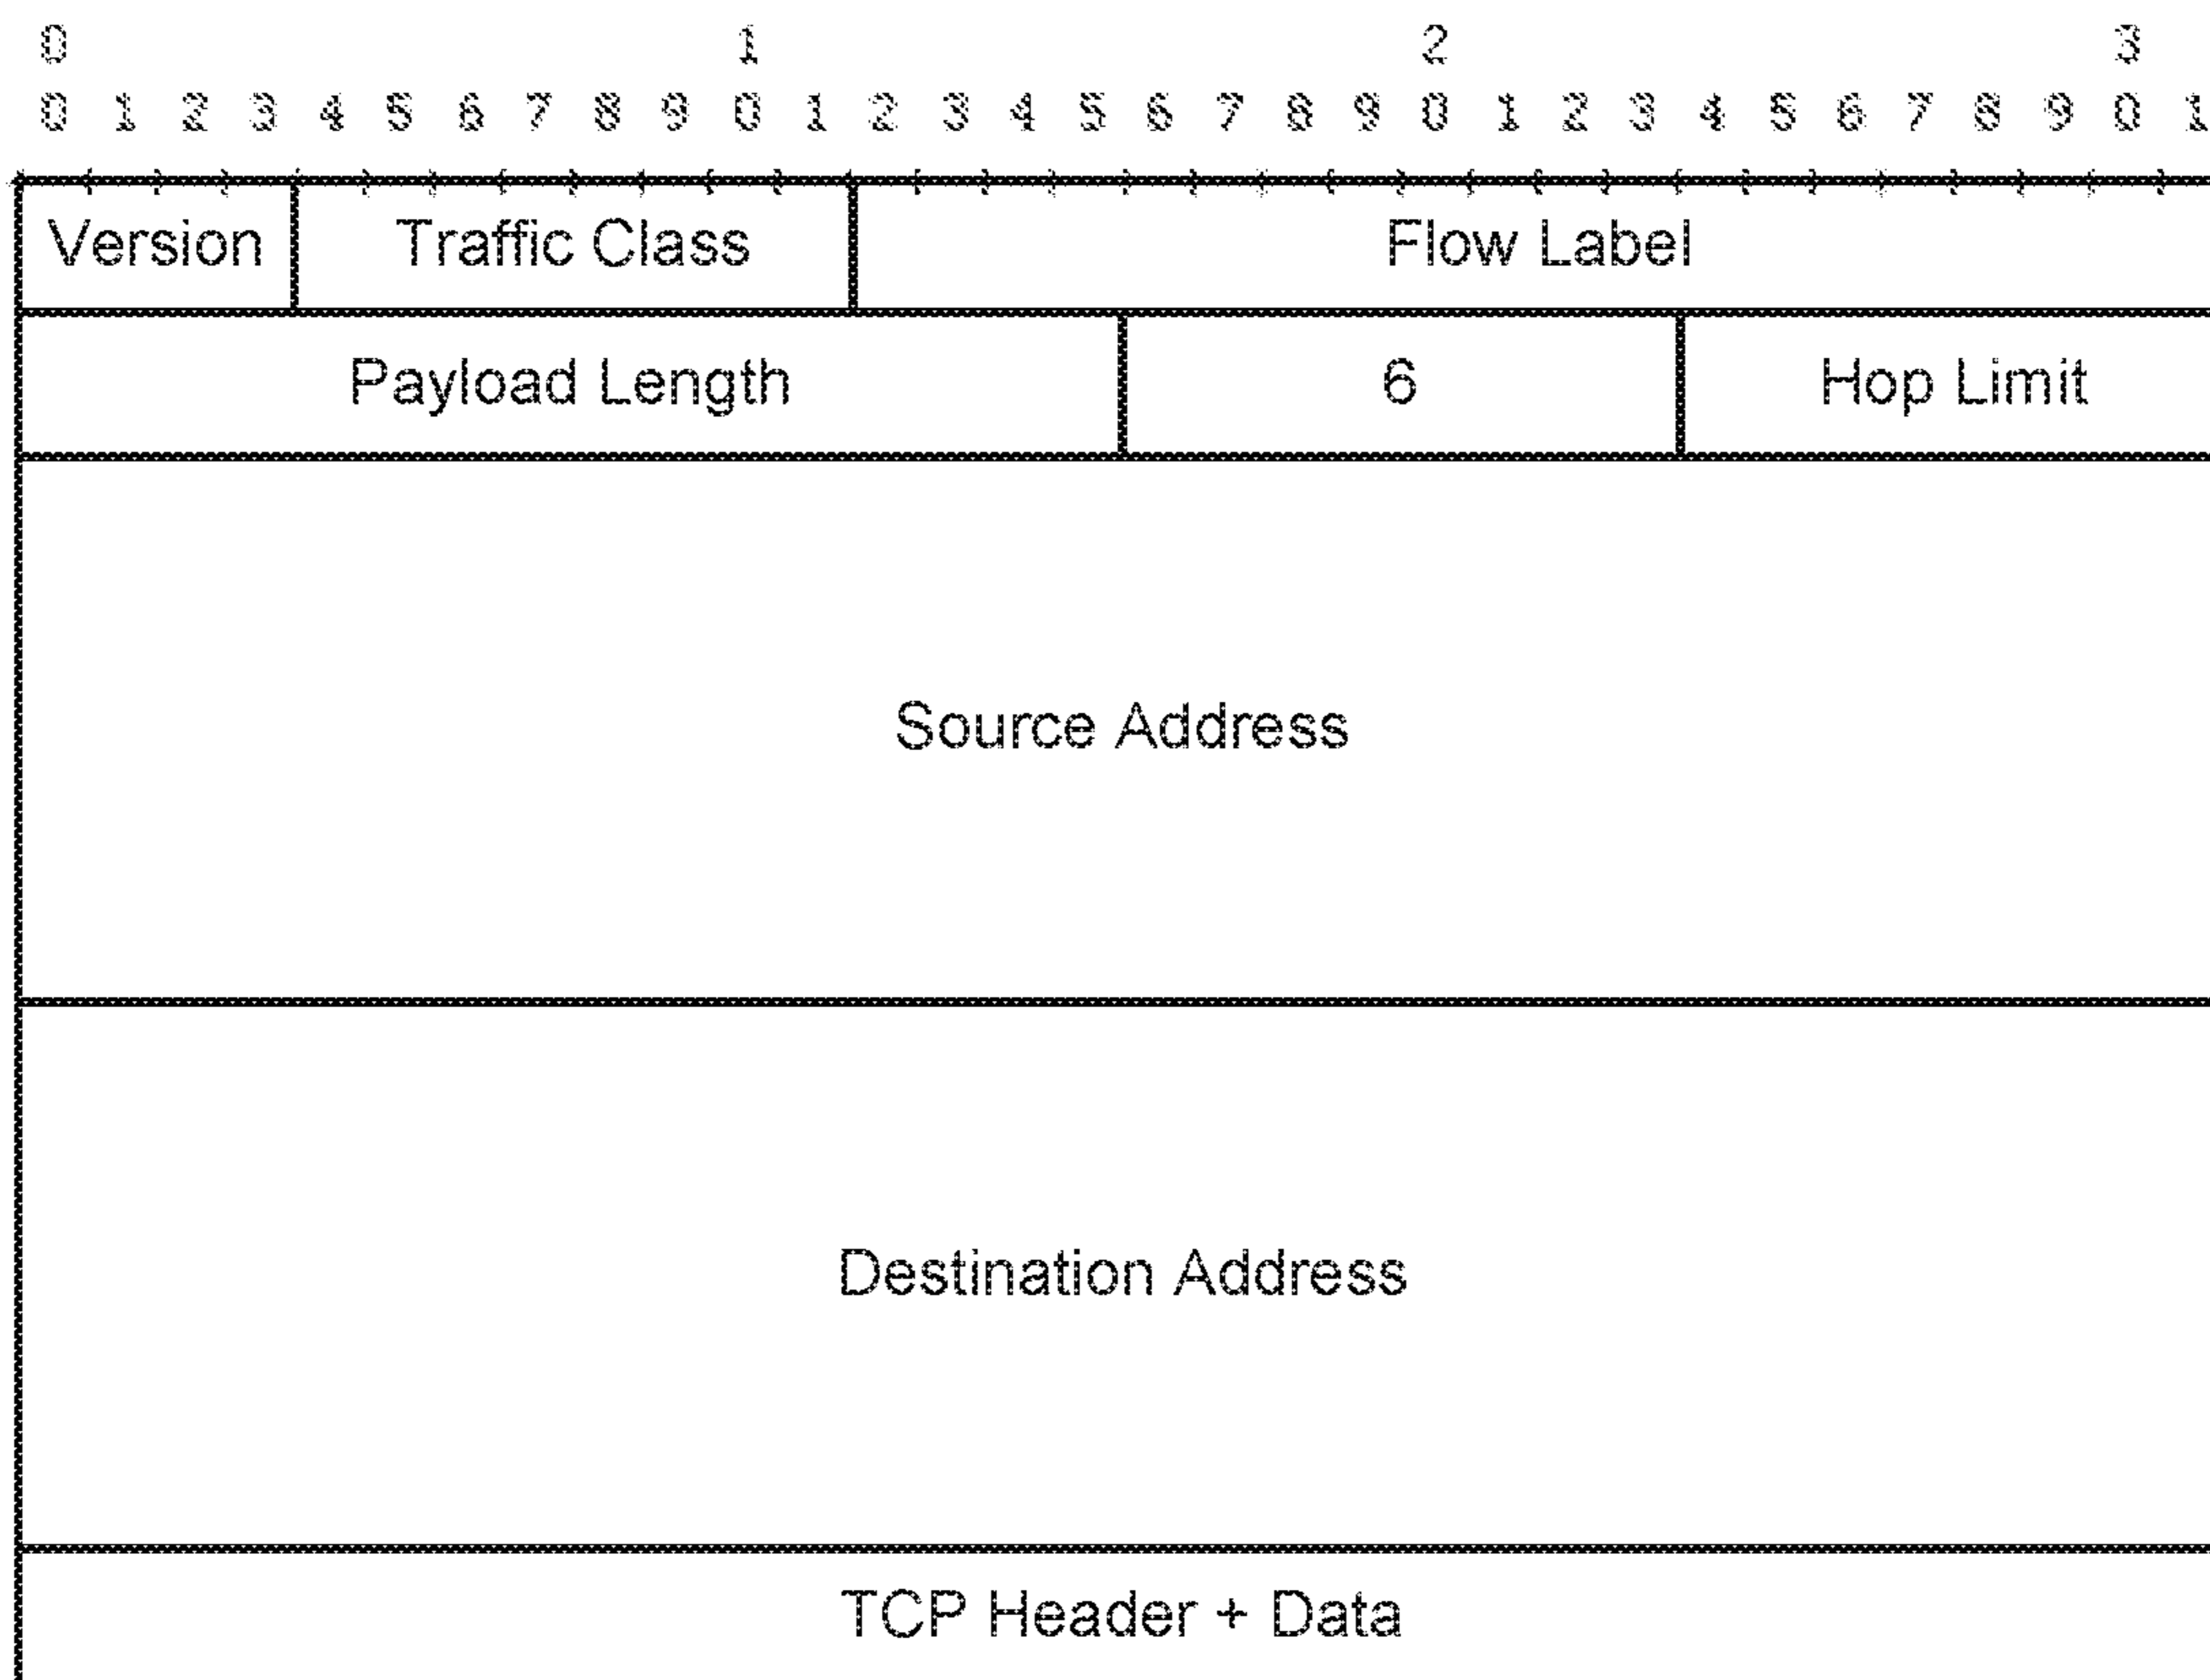 0 1 2 3
0 1 2 3 4 5 6 7 8 9 0 1 2 3 4 5 6 7 8 9 0 1 2 3 4 5 6 7 8 9 0 1
Version Traffic Class Flow Label
Payload Length 6 Hop Limit
Source Address
Destination Address
TCP Header + Data